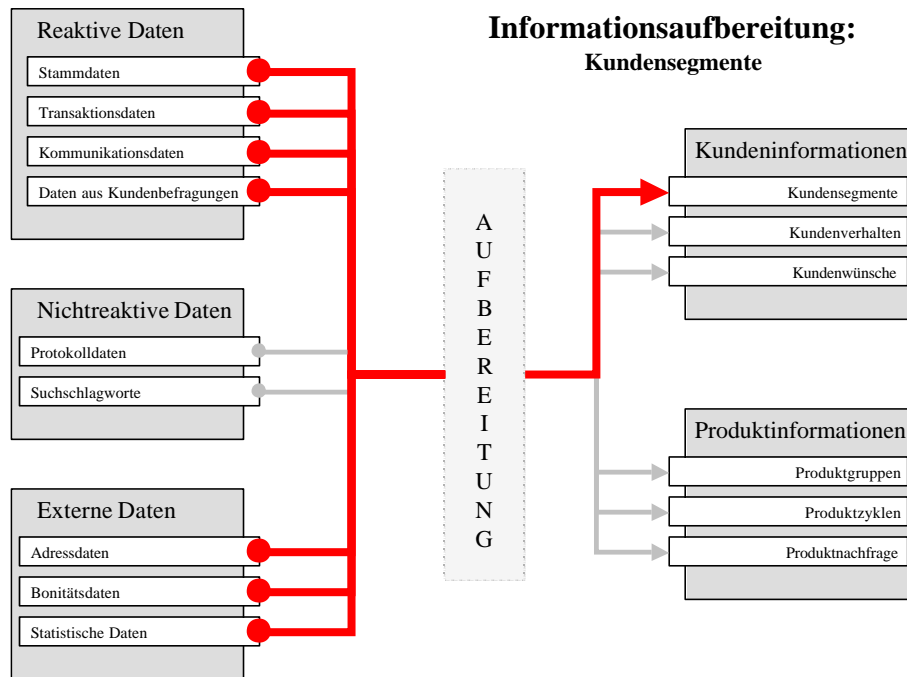 Informationsaufbereitung:
Kundensegmente
Reaktive Daten
Stammdaten
Transaktionsdaten
Kommunikationsdaten
Daten aus Kundenbefragungen
Nichtreaktive Daten
Protokolldaten
Suchschlagworte
Externe Daten
Adressdaten
Bonitätsdaten
Statistische Daten
A
U
F
B
E
R
E
I
T
U
N
G
Kundeninformationen
Kundensegmente
Kundenverhalten
Kundenwünsche
Produktinformationen
Produktgruppen
Produktzyklen
Produktnachfrage